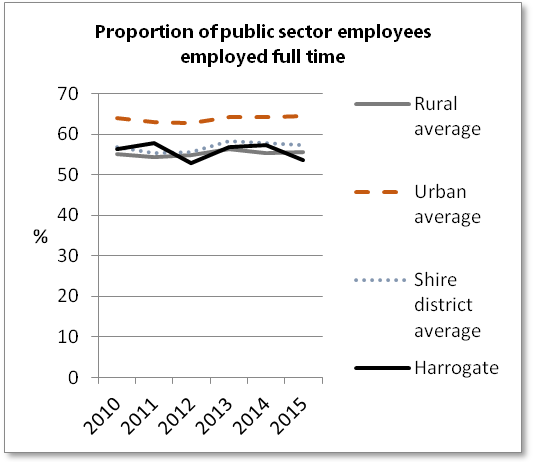 Proportion of public sector employees
employed full time
70
60
50
40
30
20
10
0
%
2010
2011
2012
2013
2014
2015
Rural
average
Urban
average
Shire
district
average
Harrogate